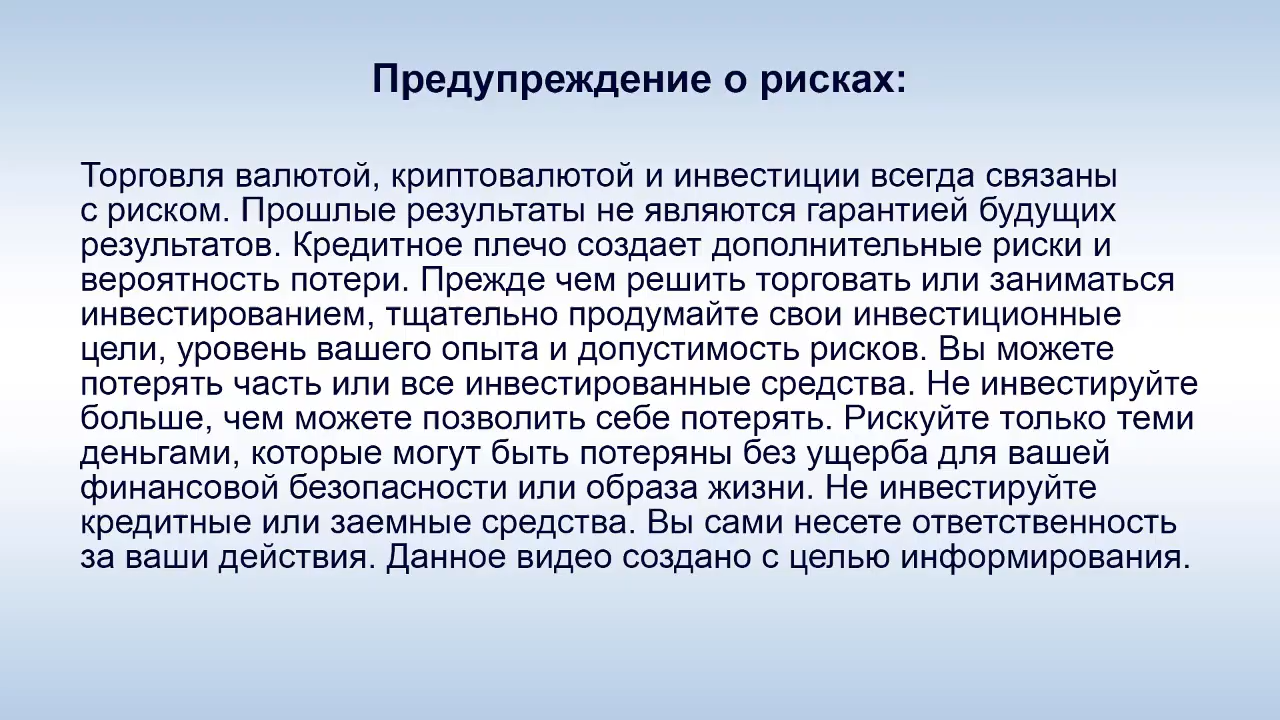 Предупреждение о рисках:
Торговля валютой, криптовалютой и инвестиции всегда связаны
с риском. Прошлые результаты не являются гарантией будущих
результатов. Кредитное плечо создает дополнительные риски и
вероятность потери. Прежде чем решить торговать или заниматься
инвестированием, тщательно продумайте свои инвестиционные
цели, уровень вашего опыта и допустимость рисков. Вы можете
потерять часть или все инвестированные средства. Не инвестируйте
больше, чем можете позволить себе потерять. Рискуйте только теми
деньгами, которые могут быть потеряны без ущерба для вашей
финансовой безопасности или образа жизни. Не инвестируйте
кредитные или заемные средства. Вы сами несете ответственность
за ваши действия. Данное видео создано с целью информирования.